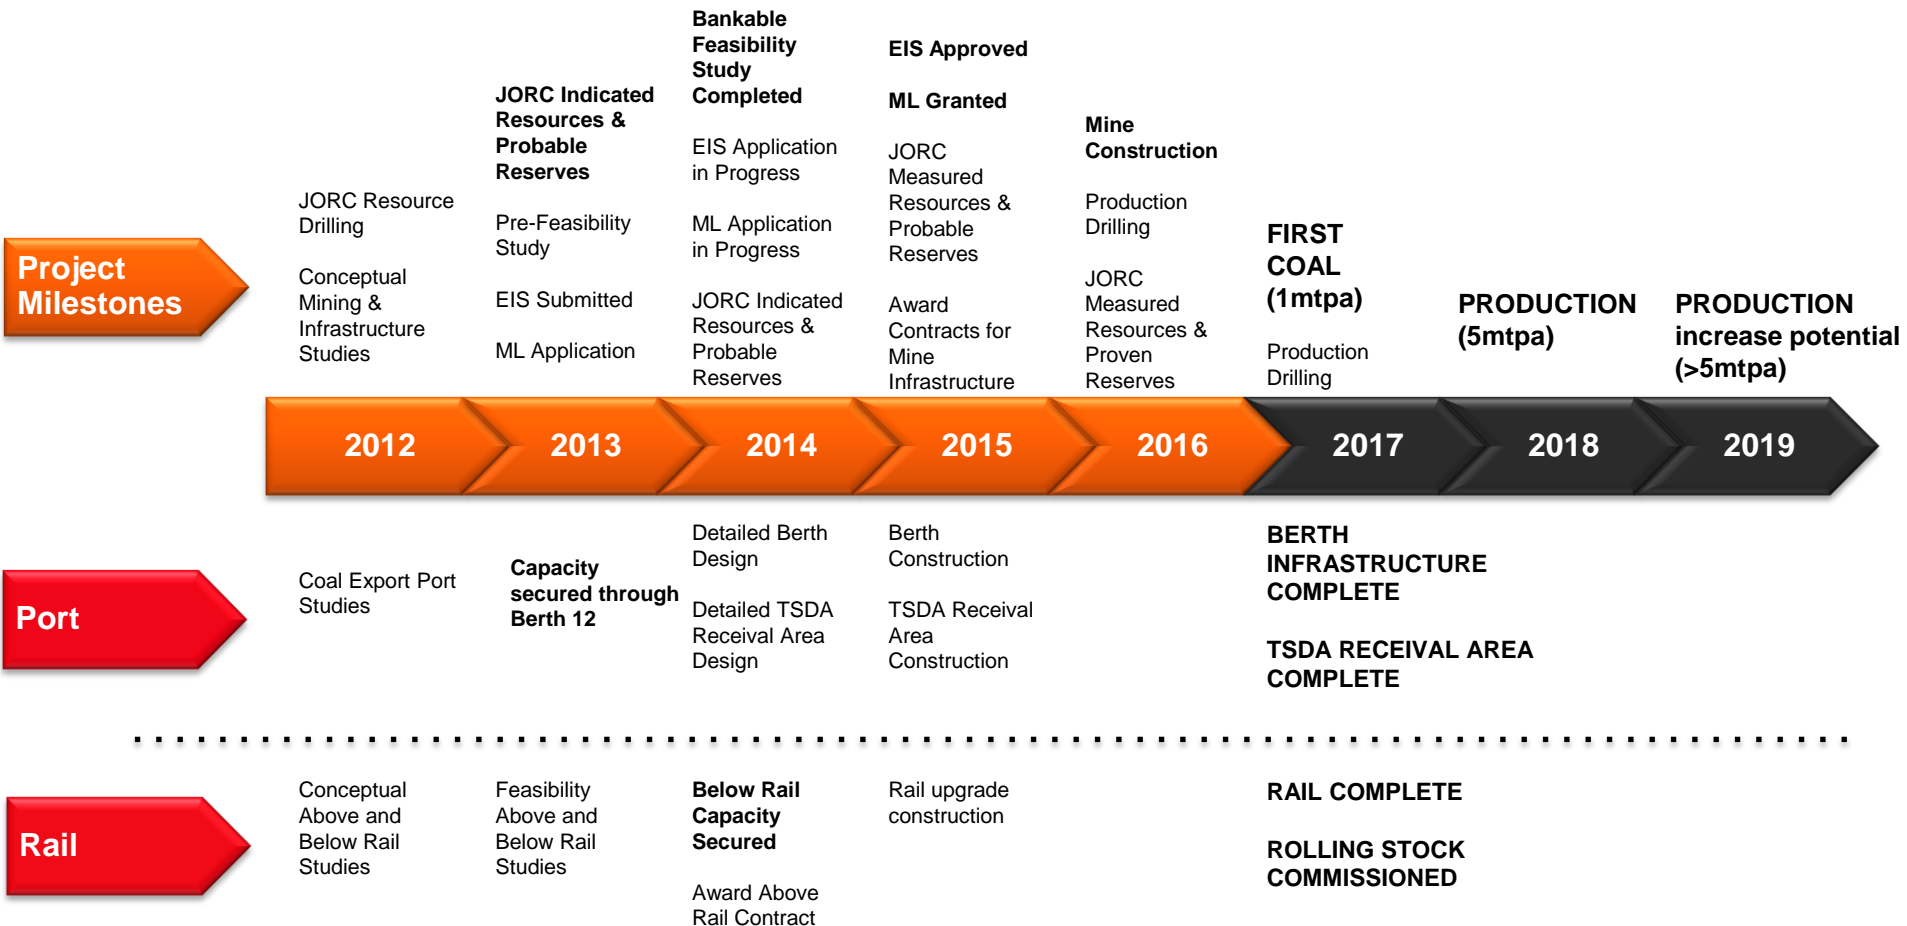 Project
Milestones
JORC Resource
Drilling
Conceptual
Mining &
Infrastructure
Studies
JORC Indicated
Resources &
Probable
Reserves
Pre-Feasibility
Study
EIS Submitted
ML Application
Bankable
Feasibility
Study
Completed
EIS Application
in Progress
ML Application
in Progress
JORC Indicated
Resources &
Probable
Reserves
EIS Approved
ML Granted
JORC
Measured
Resources &
Probable
Reserves
Award
Contracts for
Mine
Infrastructure
Mine
Construction
Production
Drilling
JORC
Measured
Resources &
Proven
Reserves
FIRST
COAL
(1mtpa)
Production
Drilling
PRODUCTION
(5mtpa)
PRODUCTION
increase potential
(>5mtpa)
2012
2013
2014
2015
2016
2017
2018
2019
Port
Coal Export Port
Studies
Capacity
secured through
Berth 12
Detailed Berth
Design
Detailed TSDA
Receival Area
Design
Berth
Construction
TSDA Receival
Area
Construction
BERTH
INFRASTRUCTURE
COMPLETE
TSDA RECEIVAL AREA
COMPLETE
Rail
Conceptual
Above and
Below Rail
Studies
Feasibility
Above and
Below Rail
Studies
Below Rail
Capacity
Secured
Award Above
Rail Contract
Rail upgrade
construction
RAIL COMPLETE
ROLLING STOCK
COMMISSIONED